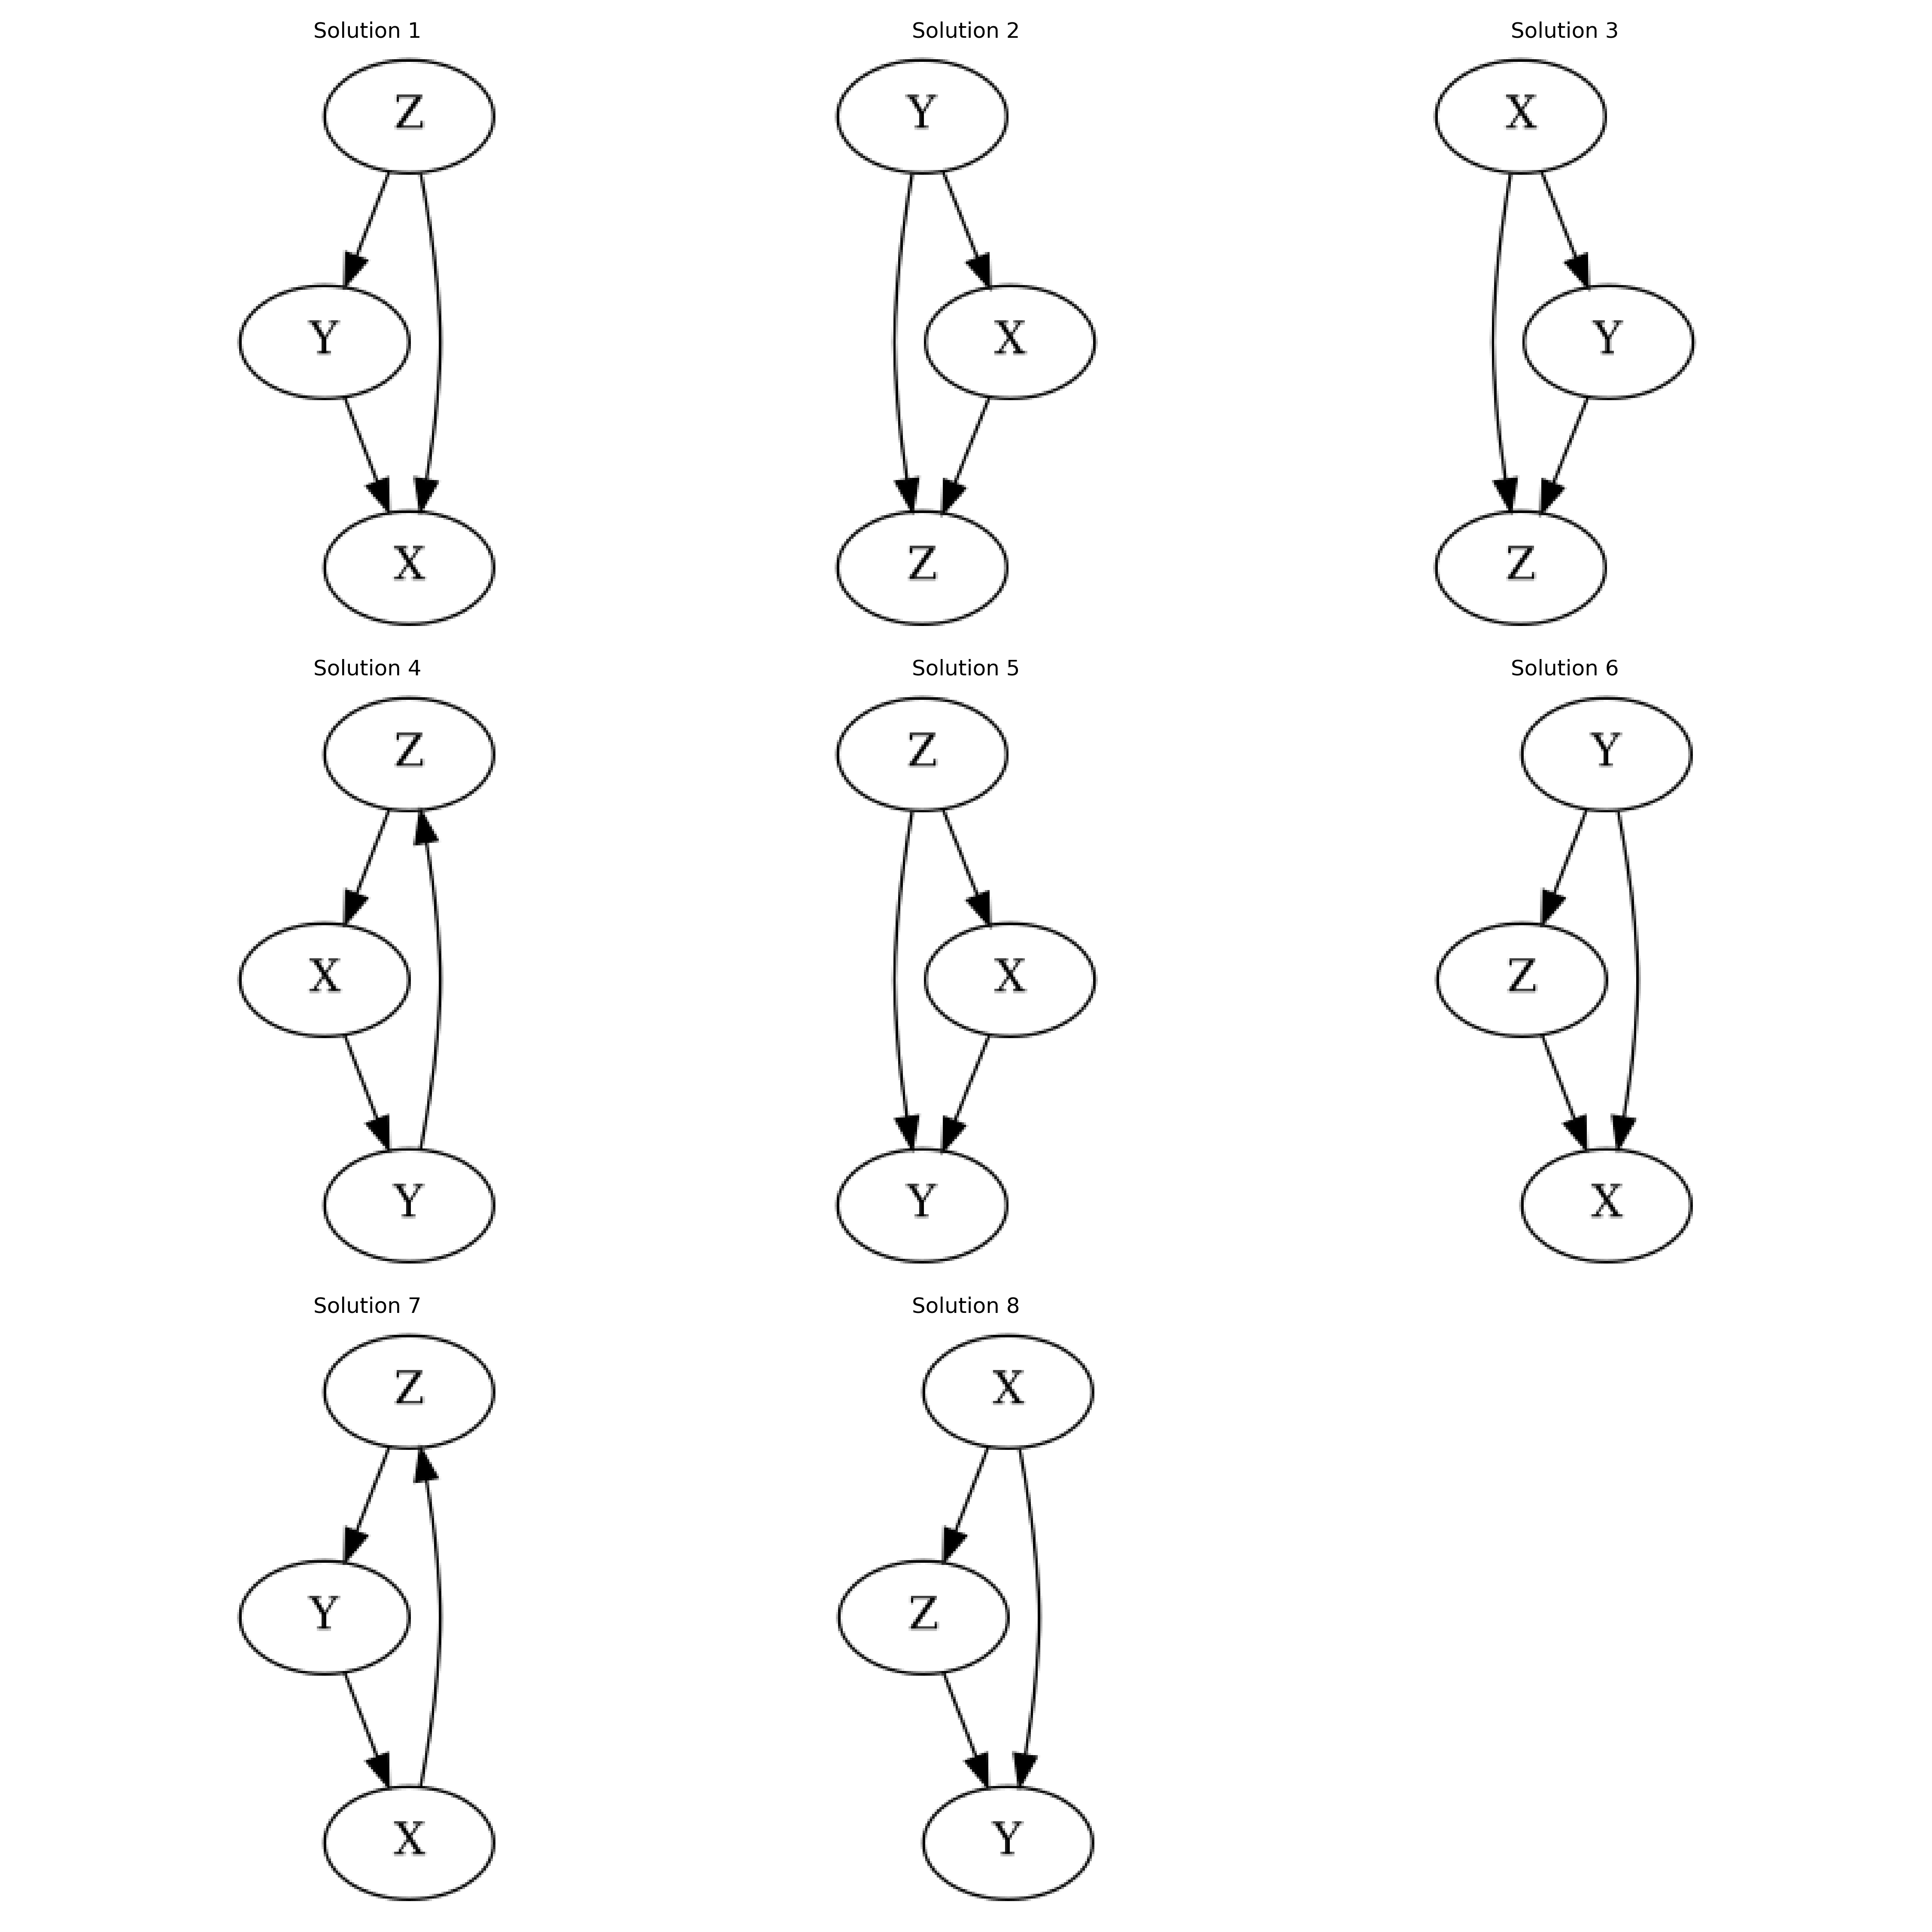 Solution 1
Z
Y
X
Solution 2
Y
X
Z
Solution 3
X
Y
Z
Solution 4
Z
X
Y
Solution 5
Z
X
Y
Solution 6
Y
Z
X
Solution 7
Z
Y
X
Solution 8
X
Z
Y